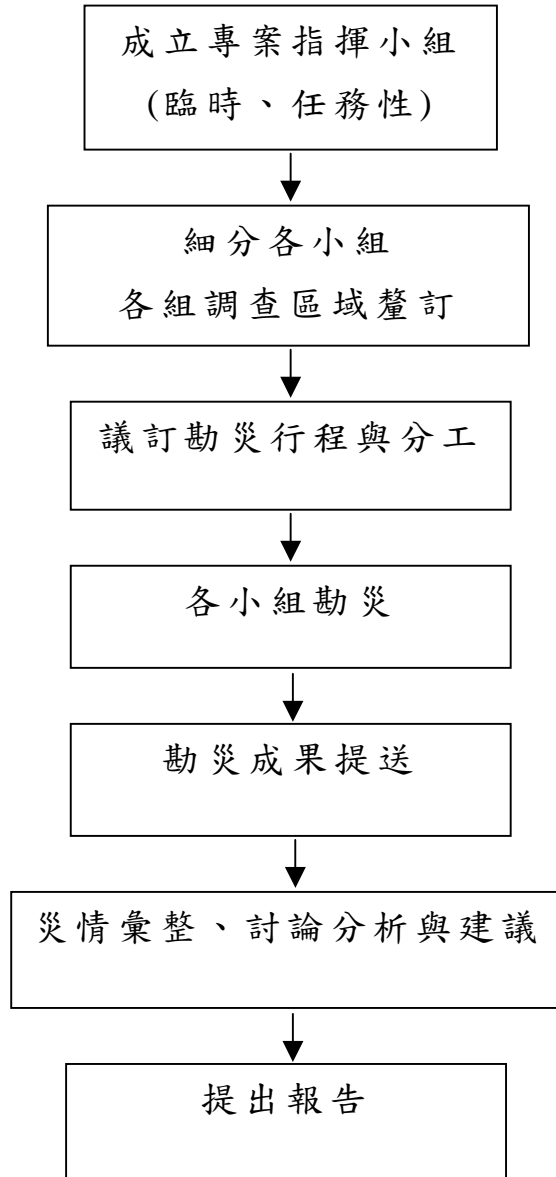 成立專案指揮小組
(臨時、任務性)
細分各小組
各組調查區域釐訂
議訂勘災行程與分工
各小組勘災
勘災成果提送
災情彙整、討論分析與建議
提出報告